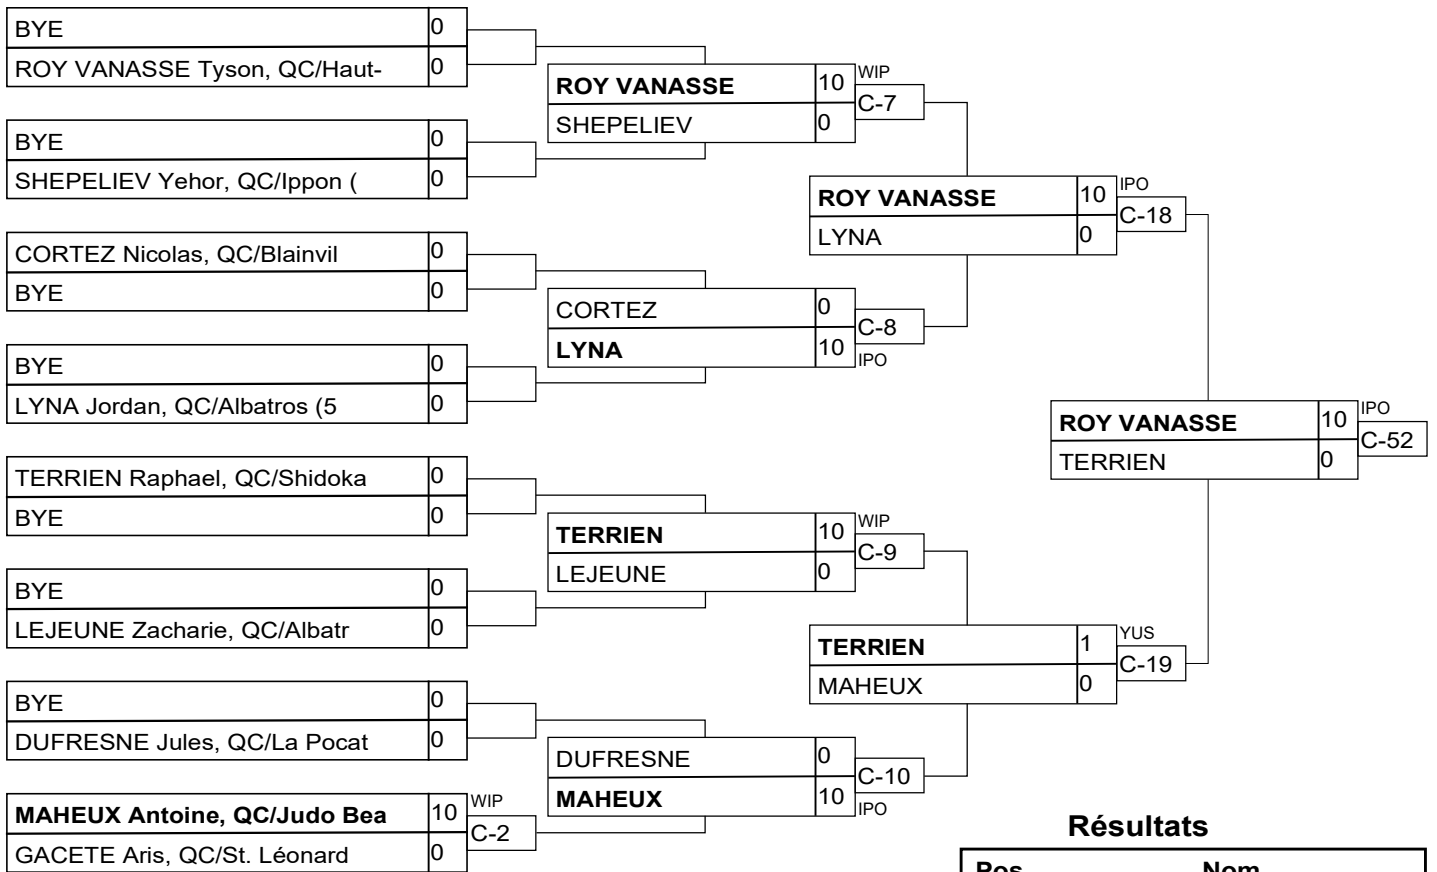 BYE 0
ROY VANASSE Tyson, QC/Haut- 0
BYE 0
SHEPELIEV Yehor, QC/Ippon ( 0
CORTEZ Nicolas, QC/Blainvil 0
BYE 0
BYE 0
LYNA Jordan, QC/Albatros (5 0
TERRIEN Raphael, QC/Shidoka 0
BYE 0
BYE 0
LEJEUNE Zacharie, QC/Albatr 0
BYE 0
DUFRESNE Jules, QC/La Pocat 0
MAHEUX Antoine, QC/Judo Bea 10 WIP
C-2
GACETE Aris, QC/St. Léonard 0
ROY VANASSE 10 WIP
C-7
SHEPELIEV 0
CORTEZ 0
C-8
LYNA 10 IPO
TERRIEN 10 WIP
C-9
LEJEUNE 0
DUFRESNE 0
C-10
MAHEUX 10 IPO
ROY VANASSE 10 IPO
C-18
LYNA 0
TERRIEN 1 YUS
C-19
MAHEUX 0
ROY VANASSE 10 IPO
C-52
TERRIEN 0
Résultats
Pos Nom